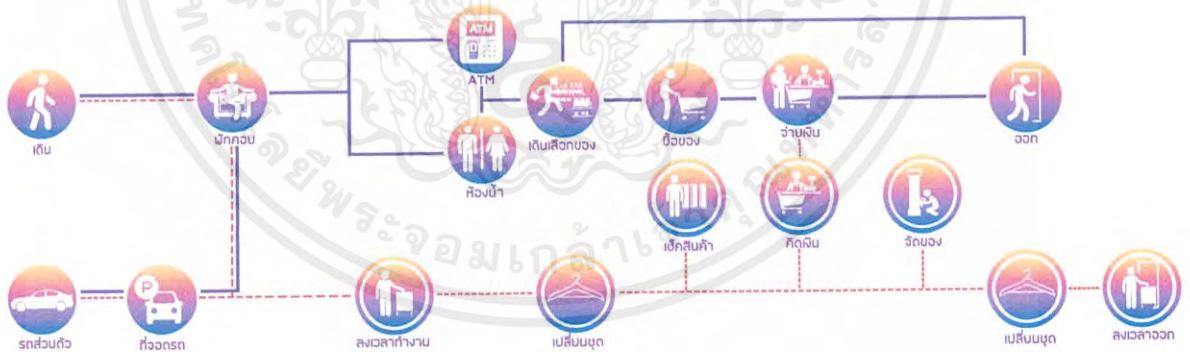 ATM
ATM
เดิน
พักคอย
เดินเลือกของ
ซื้อของ
จ่ายเงิน
ออก
ห้องน้ำ
เช็คสินค้า
คิดเงิน
จัดของ
P
รถส่วนตัว
ที่จอดรถ
ลงเวลาทำงาน
เปลี่ยนชุด
เปลี่ยนชุด
ลงเวลาออก